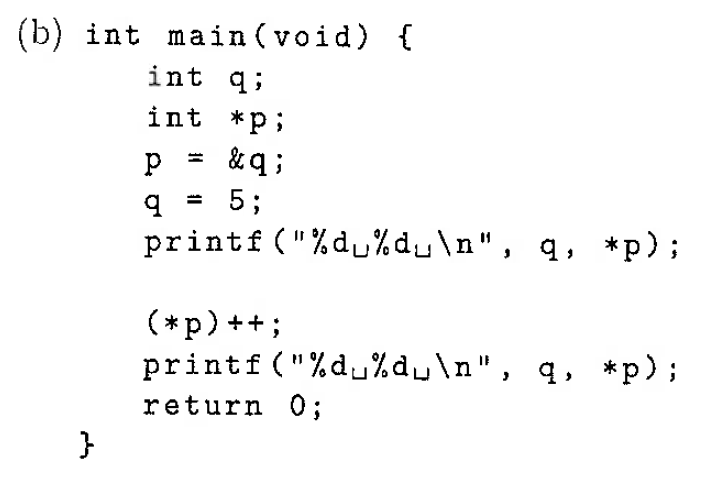 (b) int main(void) {
int q;
int *p;
p = &q;
q = 5;
printf("%d␣%d␣\n", q, *p);
(*p)++;
printf("%d␣%d␣\n", q, *p);
return 0;
}